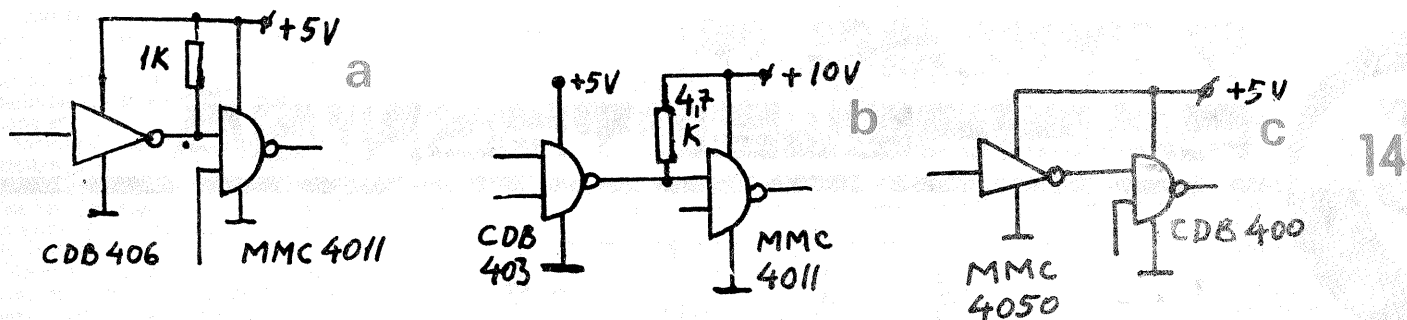 +5V
1K
a
CDB 406
MMC 4011
+5V
+10V
4,7
K
b
CDB
403
MMC
4011
+5V
c
CDB 400
MMC
4050
14